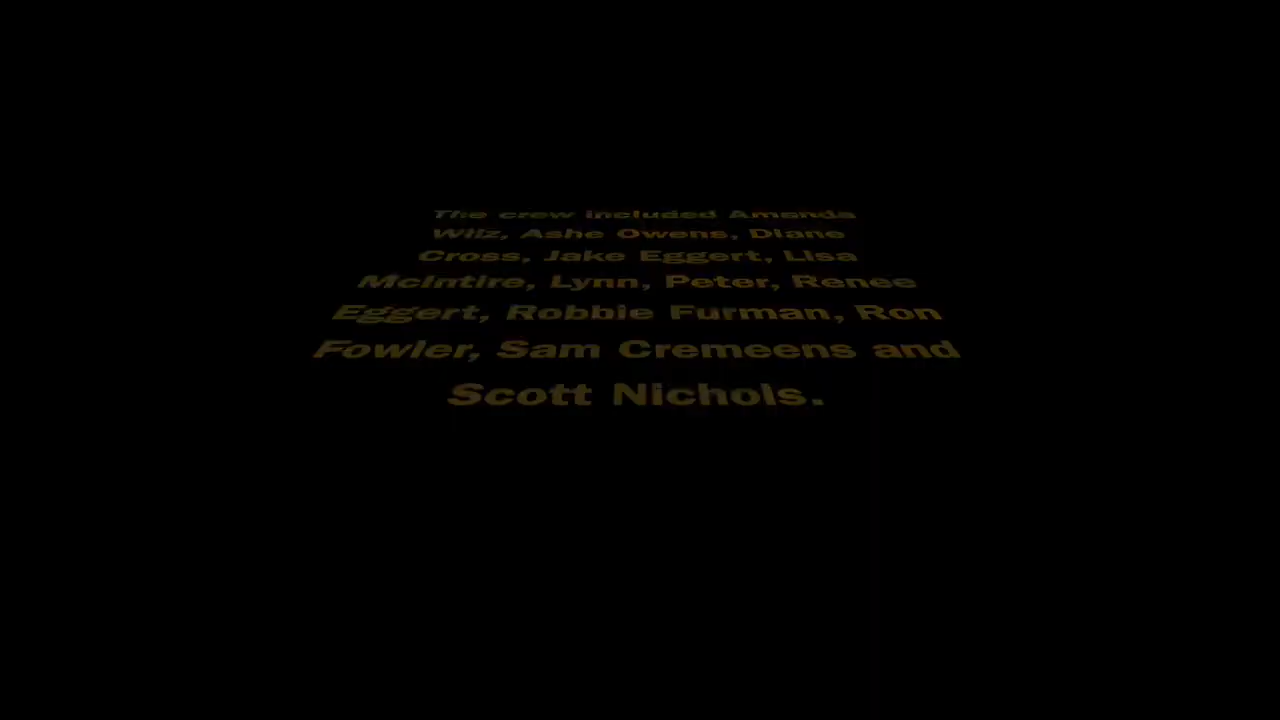 The crew included Amanda
Wilz, Ashe Owens, Diane
Cross, Jake Eggert, Lisa
McIntire, Lynn, Peter, Renee
Eggert, Robbie Furman, Ron
Fowler, Sam Cremeens and
Scott Nichols.